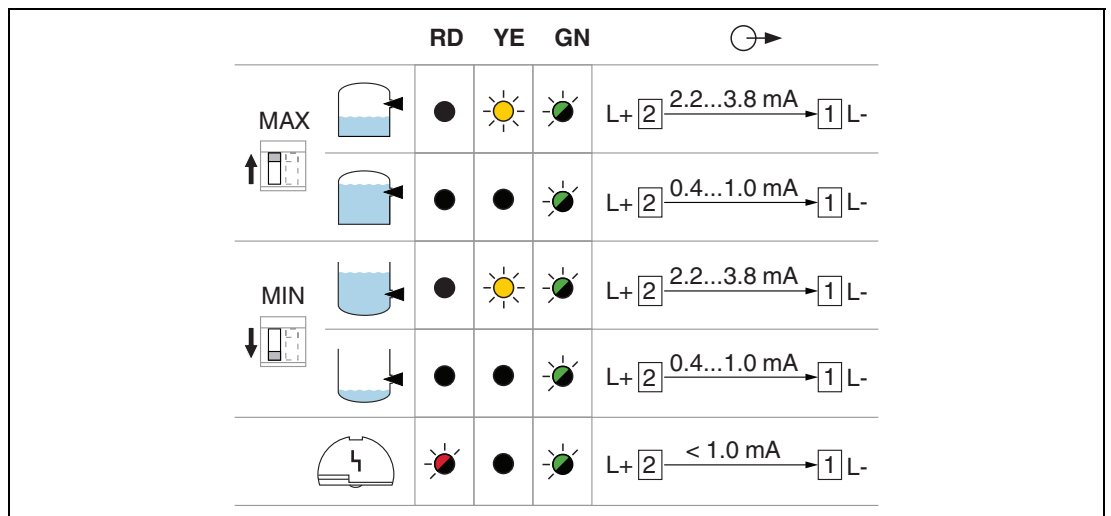 RD YE GN
MAX
L+ 2 2.2...3.8 mA 1 L-
L+ 2 0.4...1.0 mA 1 L-
MIN
L+ 2 2.2...3.8 mA 1 L-
L+ 2 0.4...1.0 mA 1 L-
L+ 2 < 1.0 mA 1 L-